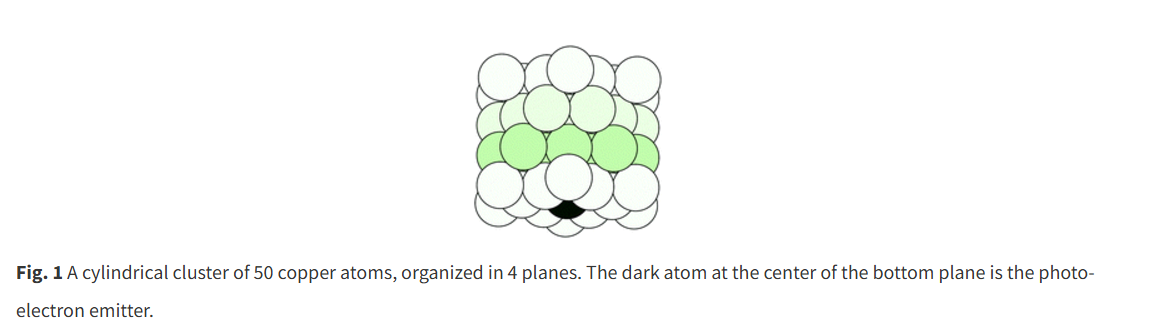 Fig. 1 A cylindrical cluster of 50 copper atoms, organized in 4 planes. The dark atom at the center of the bottom plane is the photo-
electron emitter.